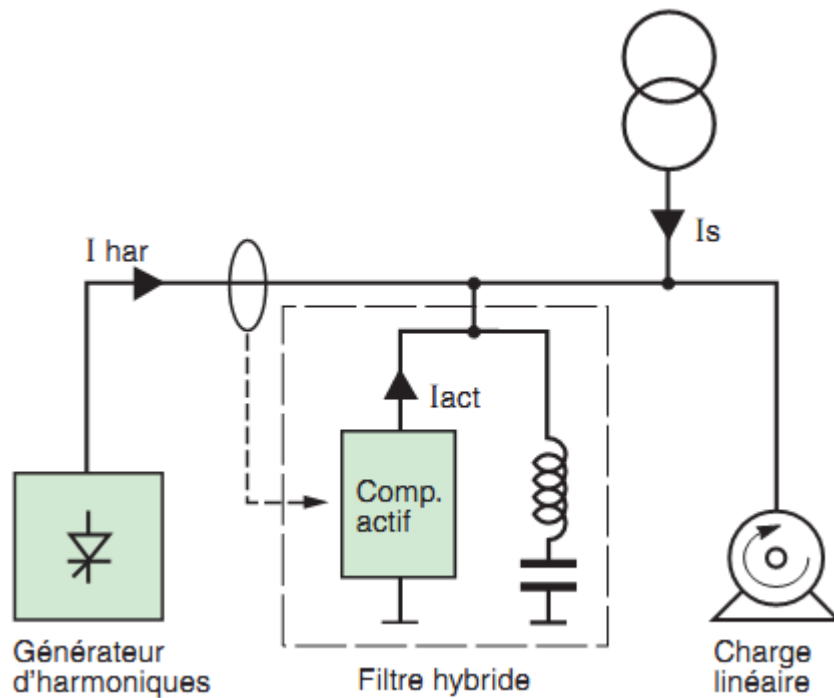 Is
I har
Iact
Comp.
actif
Générateur
d'harmoniques
Filtre hybride
Charge
linéaire